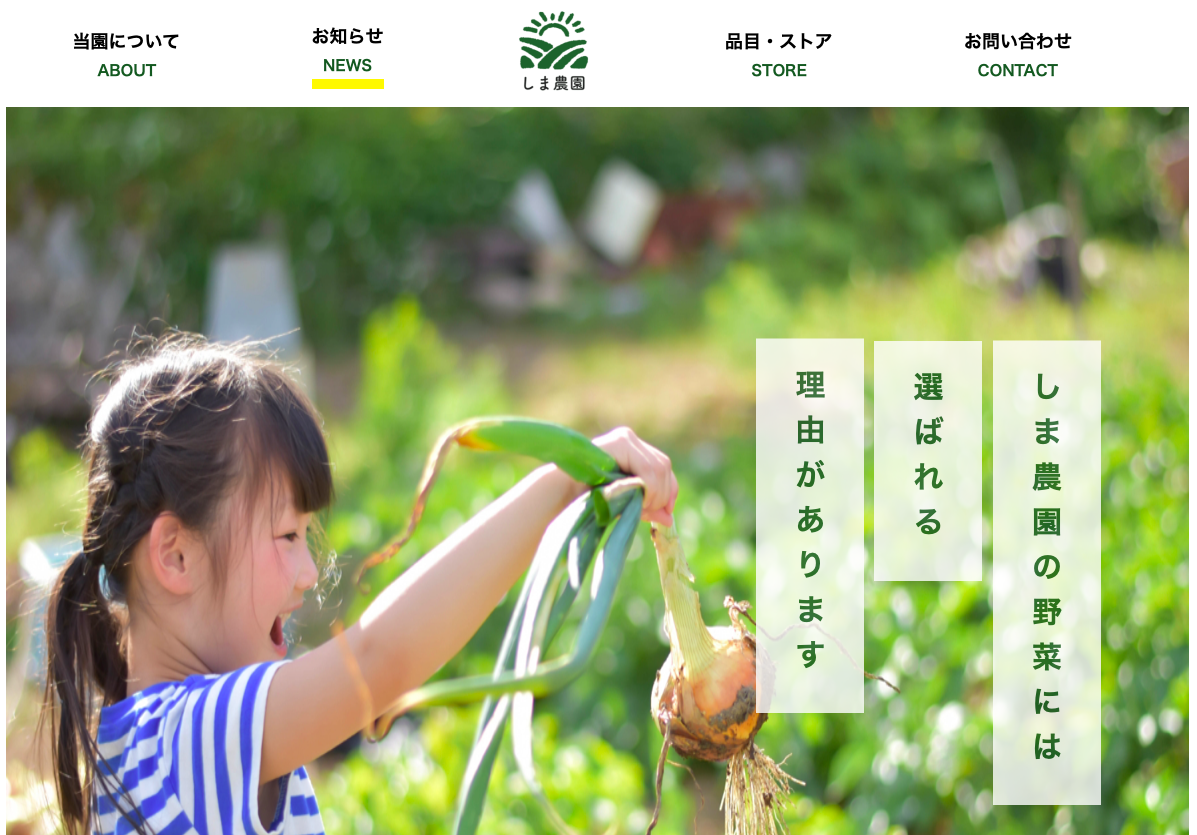 当園について
ABOUT
お知らせ
NEWS
しま農園
品目・ストア
STORE
お問い合わせ
CONTACT
しま農園の野菜には
選ばれる
理由があります